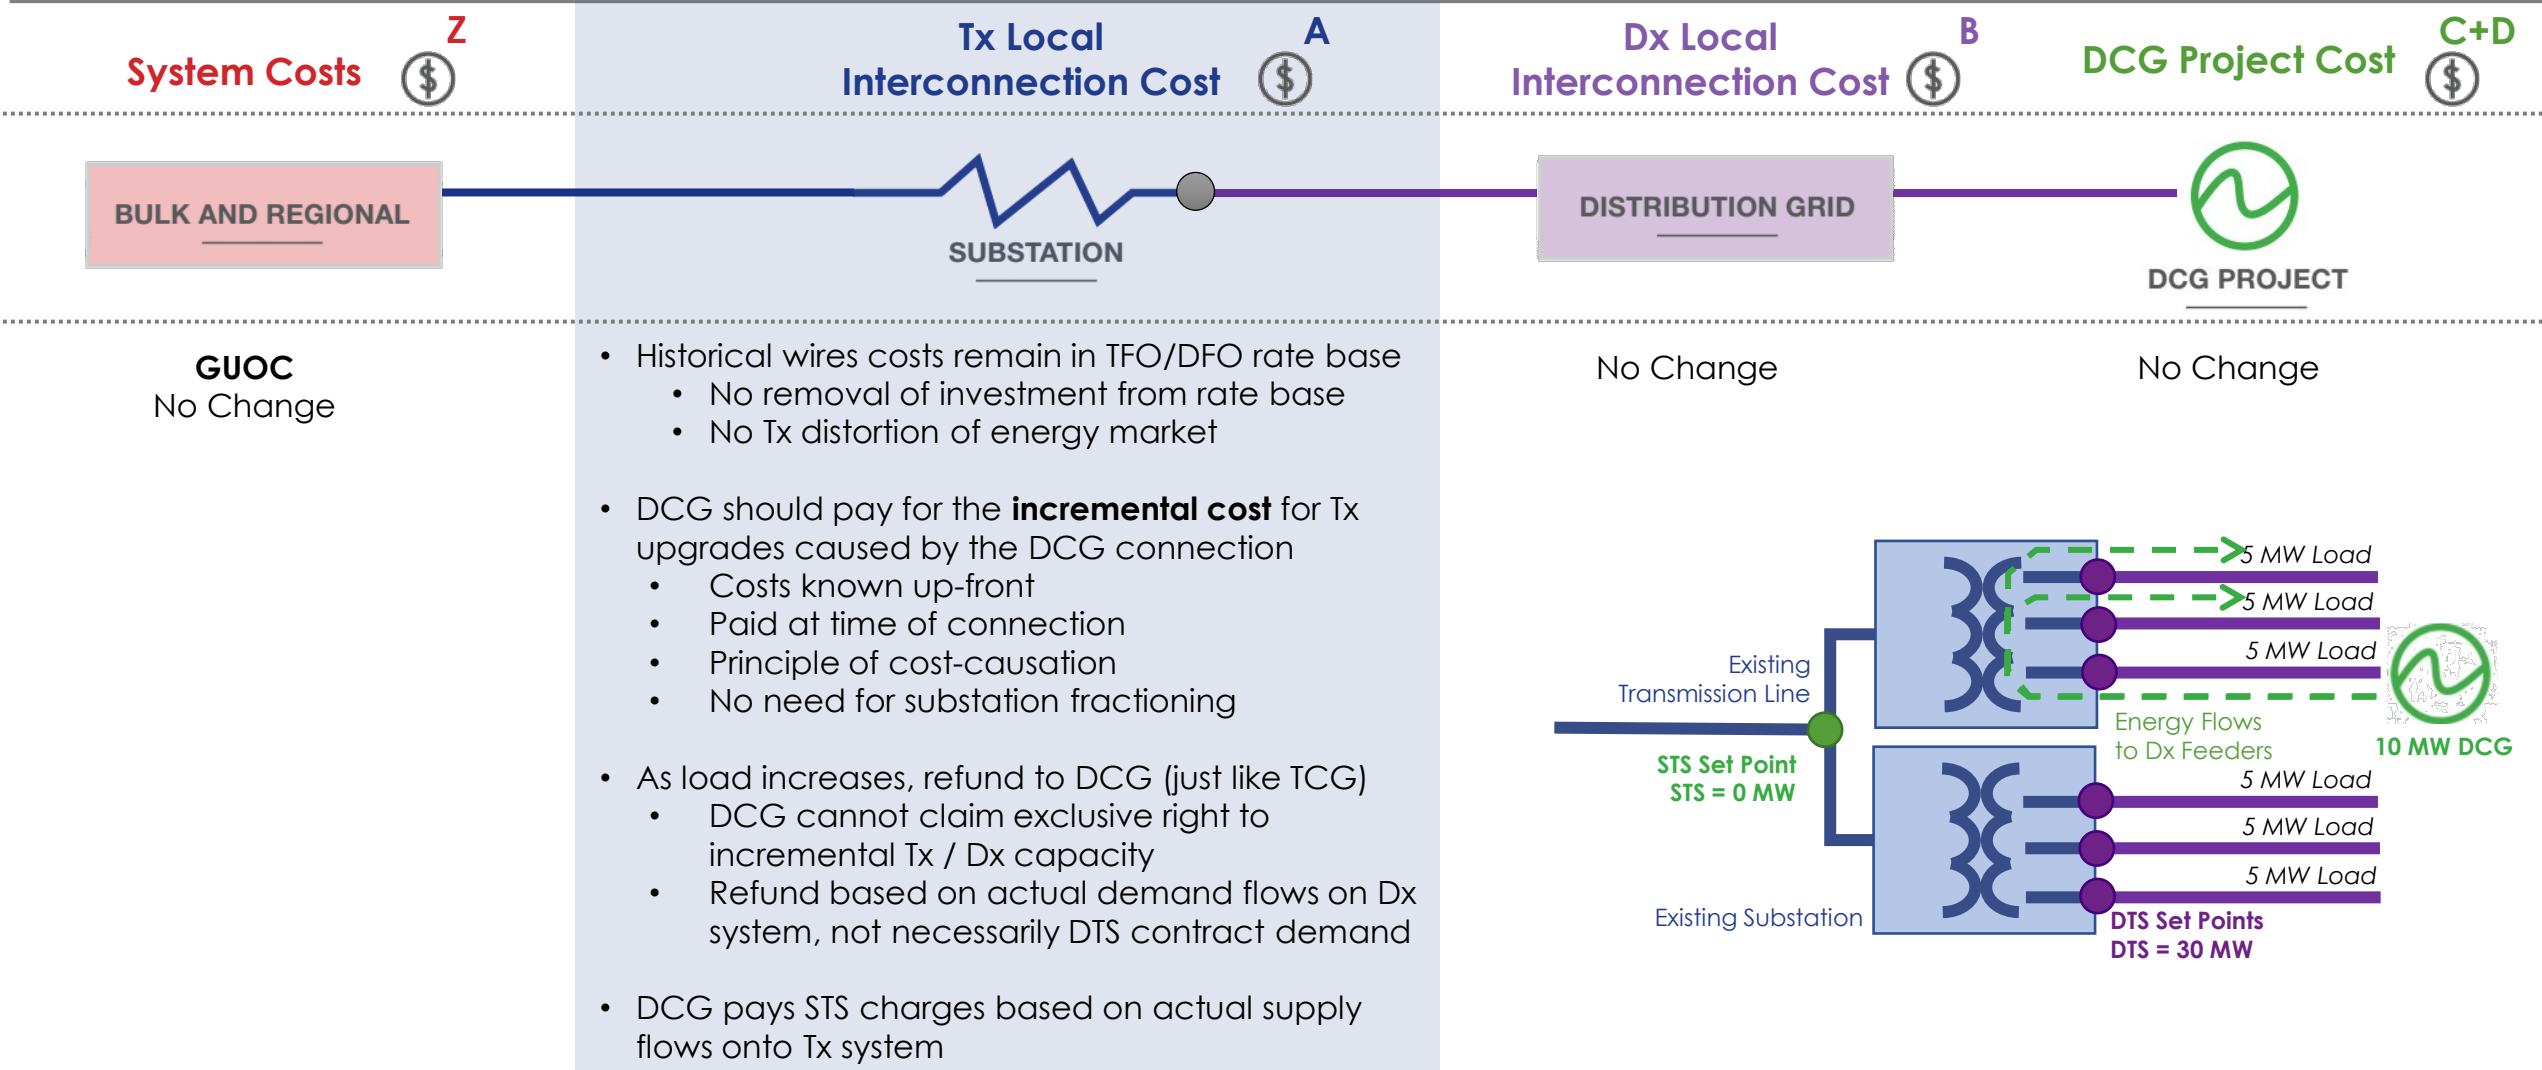 Z
System Costs
$
A
Tx Local
Interconnection Cost
$
B
Dx Local
Interconnection Cost
$
C+D
DCG Project Cost
$
BULK AND REGIONAL
SUBSTATION
DISTRIBUTION GRID
DCG PROJECT
GUOC
No Change
• Historical wires costs remain in TFO/DFO rate base
• No removal of investment from rate base
• No Tx distortion of energy market
• DCG should pay for the incremental cost for Tx
upgrades caused by the DCG connection
• Costs known up-front
• Paid at time of connection
• Principle of cost-causation
• No need for substation fractioning
• As load increases, refund to DCG (just like TCG)
• DCG cannot claim exclusive right to
incremental Tx / Dx capacity
• Refund based on actual demand flows on Dx
system, not necessarily DTS contract demand
• DCG pays STS charges based on actual supply
flows onto Tx system
No Change
No Change
5 MW Load
5 MW Load
5 MW Load
Existing
Transmission Line
Energy Flows
to Dx Feeders
10 MW DCG
STS Set Point
STS = 0 MW
5 MW Load
5 MW Load
5 MW Load
Existing Substation
DTS Set Points
DTS = 30 MW